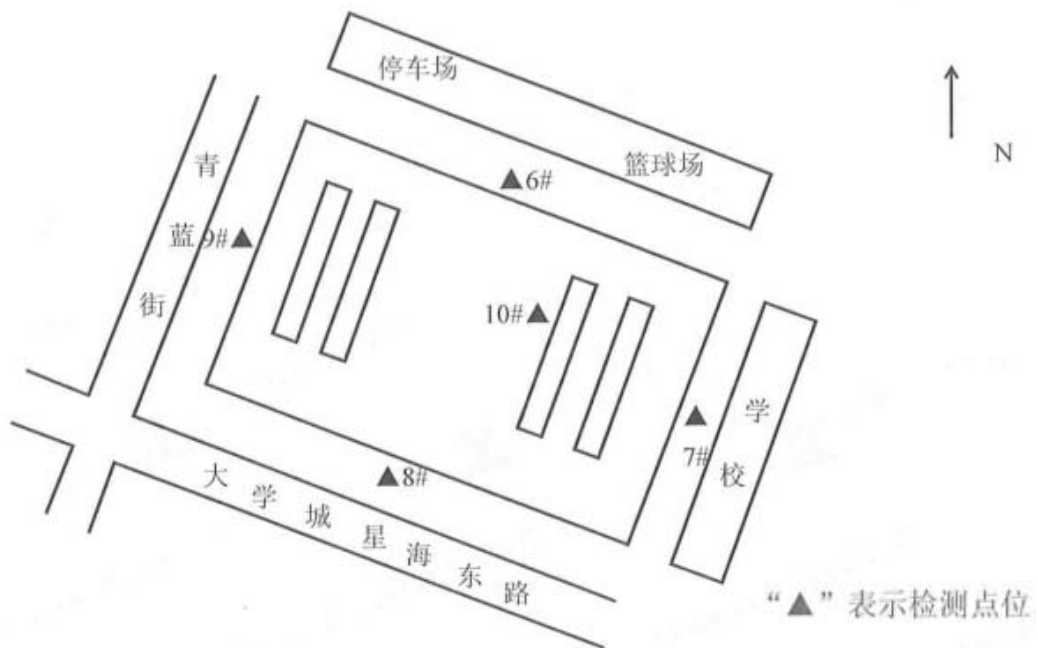 停车场
N
篮球场
▲6#
青蓝街
9#▲
10#▲
学校
▲
7#
▲8#
大学城星海东路
“▲”表示检测点位